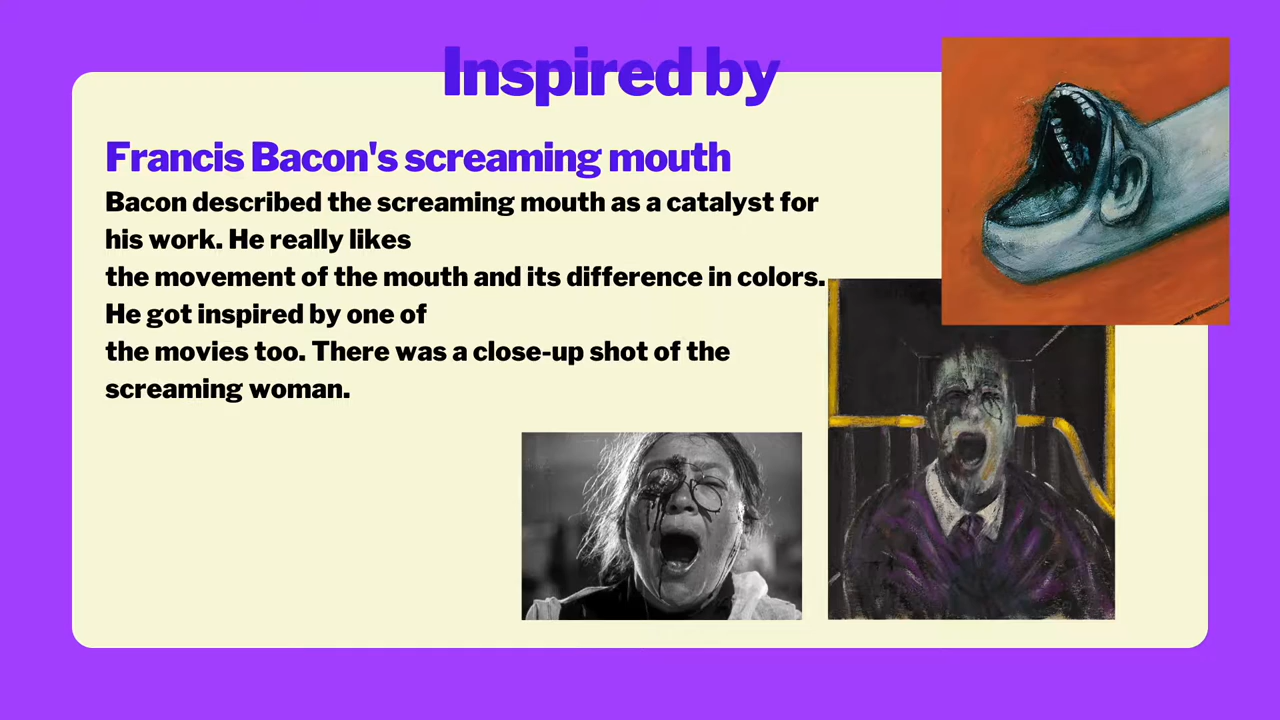 Inspired by
Francis Bacon's screaming mouth
Bacon described the screaming mouth as a catalyst for
his work. He really likes
the movement of the mouth and its difference in colors.
He got inspired by one of
the movies too. There was a close-up shot of the
screaming woman.